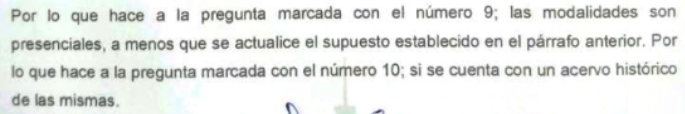 Por lo que hace a la pregunta marcada con el número 9; las modalidades son
presenciales, a menos que se actualice el supuesto establecido en el párrafo anterior. Por
lo que hace a la pregunta marcada con el número 10; si se cuenta con un acervo histórico
de las mismas.